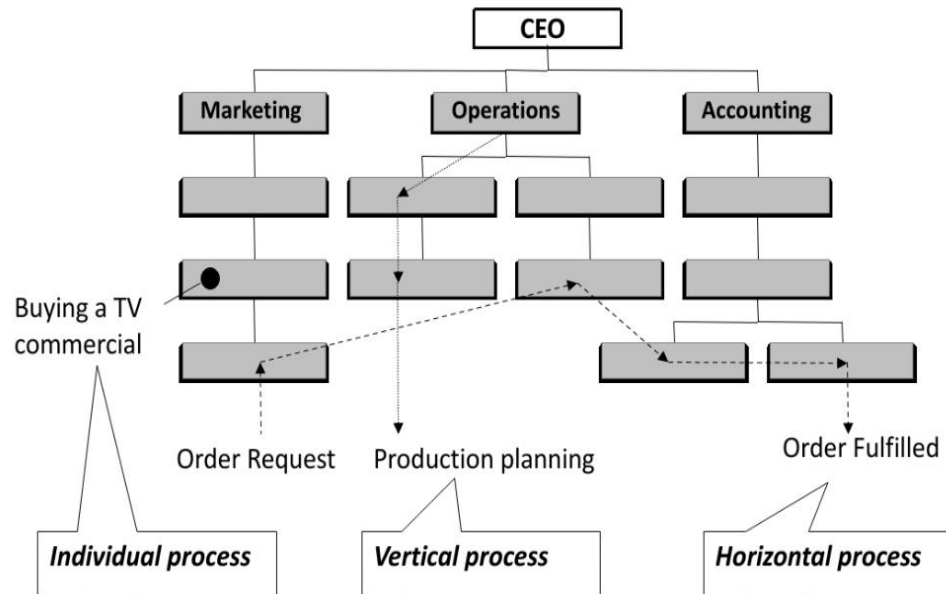 CEO
Marketing
Operations
Accounting
Buying a TV
commercial
Order Request
Production planning
Order Fulfilled
Individual process
Vertical process
Horizontal process